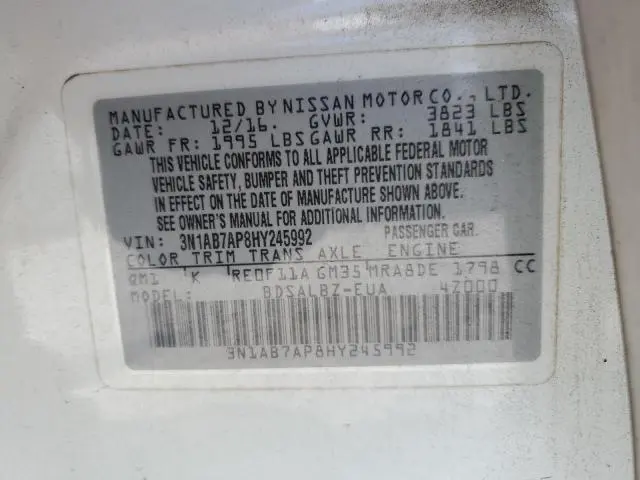 MANUFACTURED BY NISSAN MOTOR CO., LTD.
DATE: 12/16. GVWR: 3823 LBS
GAWR FR: 1995 LBS GAWR RR: 1841 LBS
THIS VEHICLE CONFORMS TO ALL APPLICABLE FEDERAL MOTOR
VEHICLE SAFETY, BUMPER AND THEFT PREVENTION STANDARDS
IN EFFECT ON THE DATE OF MANUFACTURE SHOWN ABOVE.
SEE OWNER'S MANUAL FOR ADDITIONAL INFORMATION.
VIN: 3N1AB7AP8HY245992 PASSENGER CAR.
COLOR TRIM TRANS AXLE ENGINE
QM1 K RE0F11A GM35 MRA8DE 1798 CC
MODEL: BDSALBZ-EUA 4Z000
3N1AB7AP8HY245992